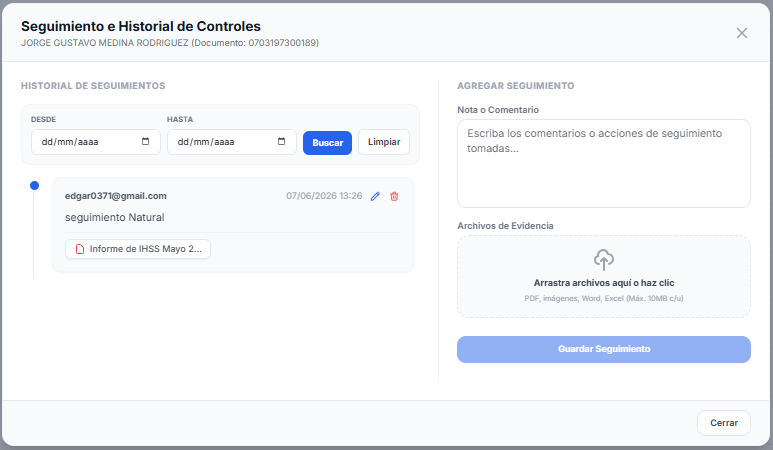 Seguimiento e Historial de Controles
JORGE GUSTAVO MEDINA RODRIGUEZ (Documento: 0703197300189)
HISTORIAL DE SEGUIMIENTOS
DESDE
HASTA
dd/mm/aaaa
dd/mm/aaaa
Buscar
Limpiar
edgar0371@gmail.com
07/06/2026 13:26
seguimiento Natural
Informe de IHSS Mayo 2...
AGREGAR SEGUIMIENTO
Nota o Comentario
Escriba los comentarios o acciones de seguimiento
tomadas...
Archivos de Evidencia
Arrastra archivos aquí o haz clic
PDF, imágenes, Word, Excel (Máx. 10MB c/u)
Guardar Seguimiento
Cerrar